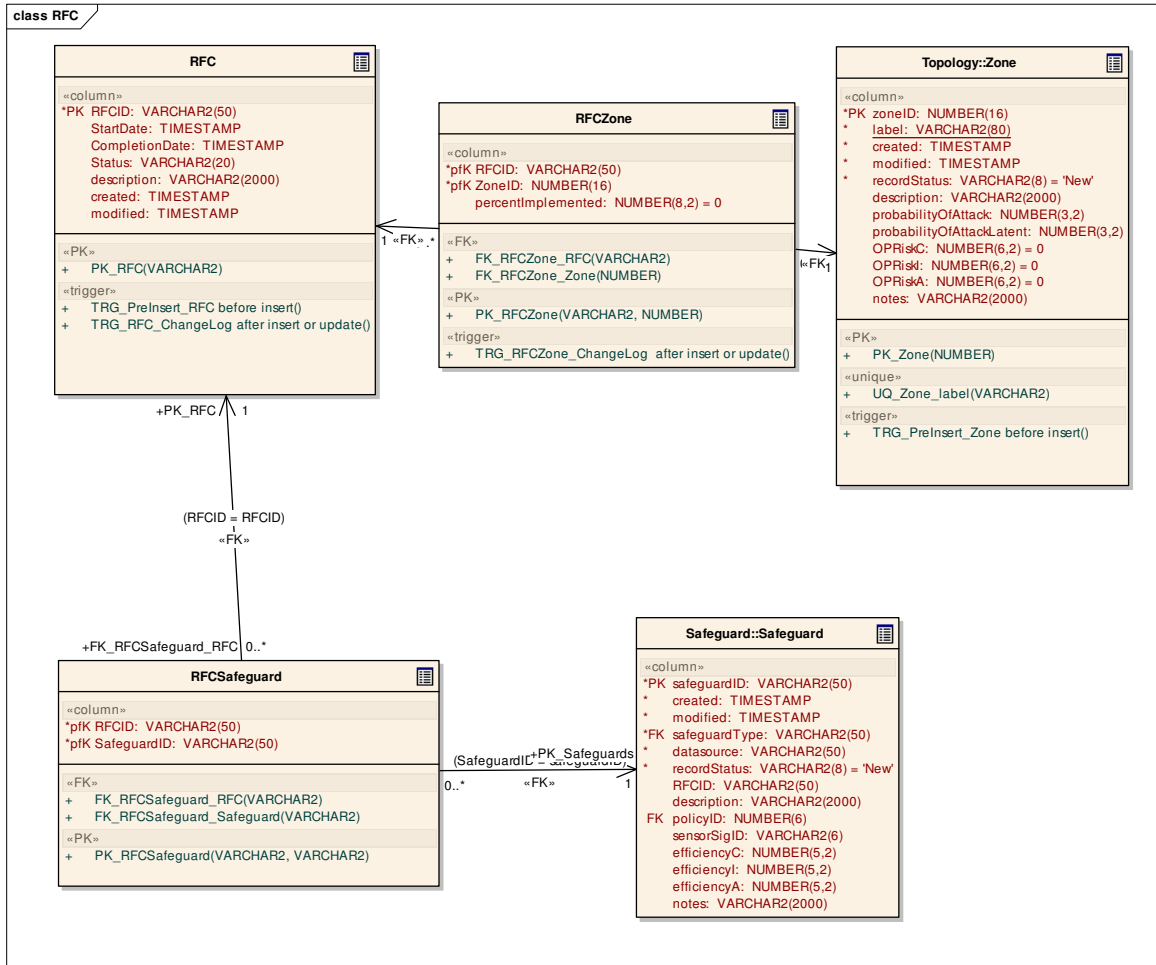 class RFC
RFC
«column»
*PK RFCID: VARCHAR2(50)
StartDate: TIMESTAMP
CompletionDate: TIMESTAMP
Status: VARCHAR2(20)
description: VARCHAR2(2000)
created: TIMESTAMP
modified: TIMESTAMP
«PK»
+ PK_RFC(VARCHAR2)
«trigger»
+ TRG_PreInsert_RFC before insert()
+ TRG_RFC_ChangeLog after insert or update()
RFCZone
«column»
*pfK RFCID: VARCHAR2(50)
*pfK ZoneID: NUMBER(16)
percentImplemented: NUMBER(8,2) = 0
«FK»
+ FK_RFCZone_RFC(VARCHAR2)
+ FK_RFCZone_Zone(NUMBER)
«PK»
+ PK_RFCZone(VARCHAR2, NUMBER)
«trigger»
+ TRG_RFCZone_ChangeLog after insert or update()
Topology::Zone
«column»
*PK zoneID: NUMBER(16)
* label: VARCHAR2(80)
* created: TIMESTAMP
* modified: TIMESTAMP
* recordStatus: VARCHAR2(8) = 'New'
description: VARCHAR2(2000)
probabilityOfAttack: NUMBER(3,2)
probabilityOfAttackLatent: NUMBER(3,2)
OPRiskC: NUMBER(6,2) = 0
OPRiskI: NUMBER(6,2) = 0
OPRiskA: NUMBER(6,2) = 0
notes: VARCHAR2(2000)
«PK»
+ PK_Zone(NUMBER)
«unique»
+ UQ_Zone_label(VARCHAR2)
«trigger»
+ TRG_PreInsert_Zone before insert()
1 «FK» ..*
«FK 1
+PK_RFC 1
(RFCID = RFCID)
«FK»
+FK_RFCSafeguard_RFC 0..*
RFCSafeguard
«column»
*pfK RFCID: VARCHAR2(50)
*pfK SafeguardID: VARCHAR2(50)
«FK»
+ FK_RFCSafeguard_RFC(VARCHAR2)
+ FK_RFCSafeguard_Safeguard(VARCHAR2)
«PK»
+ PK_RFCSafeguard(VARCHAR2, VARCHAR2)
+PK_Safeguards
(SafeguardID = safeguardID)
0..* «FK» 1
Safeguard::Safeguard
«column»
*PK safeguardID: VARCHAR2(50)
* created: TIMESTAMP
* modified: TIMESTAMP
*FK safeguardType: VARCHAR2(50)
* datasource: VARCHAR2(50)
* recordStatus: VARCHAR2(8) = 'New'
RFCID: VARCHAR2(50)
description: VARCHAR2(2000)
FK policyID: NUMBER(6)
sensorSigID: VARCHAR2(6)
efficiencyC: NUMBER(5,2)
efficiencyI: NUMBER(5,2)
efficiencyA: NUMBER(5,2)
notes: VARCHAR2(2000)